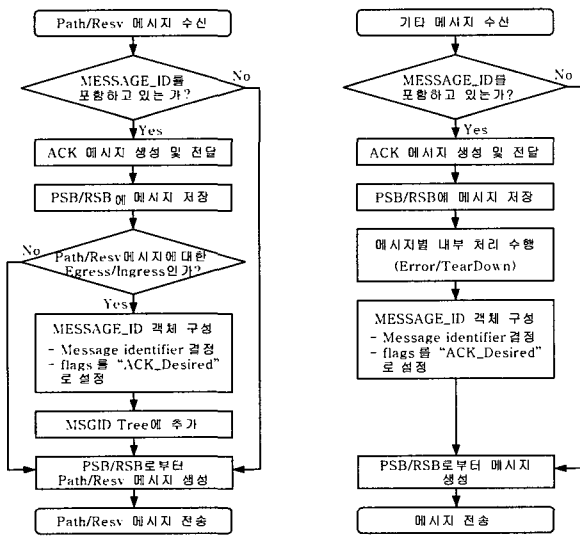 Path/Resv 메시지 수신
MESSAGE_ID를
포함하고 있는가?
No
Yes
ACK 메시지 생성 및 전달
PSB/RSB에 메시지 저장
No
Path/Resv메시지에 대한
Egress/Ingress인가?
Yes
MESSAGE_ID 객체 구성
- Message identifier 결정
- flags 를 "ACK_Desired"
로 설정
MSGID Tree에 추가
PSB/RSB로부터
Path/Resv 메시지 생성
Path/Resv 메시지 전송
기타 메시지 수신
MESSAGE_ID를
포함하고 있는가?
No
Yes
ACK 메시지 생성 및 전달
PSB/RSB에 메시지 저장
메시지별 내부 처리 수행
(Error/TearDown)
MESSAGE_ID 객체 구성
- Message identifier 결정
- flags 를 "ACK_Desired"
로 설정
PSB/RSB로부터 메시지
생성
메시지 전송